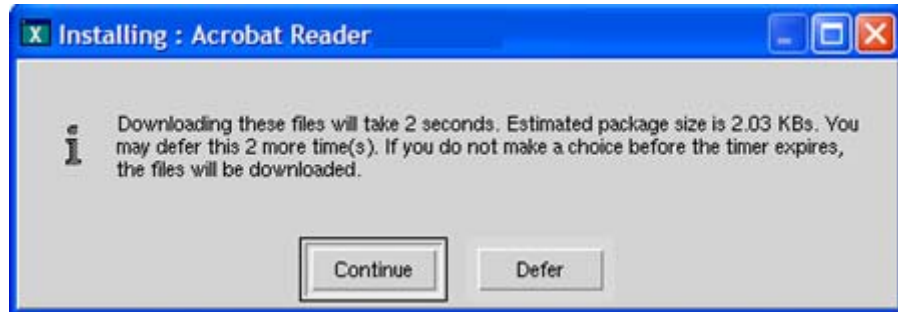 Installing : Acrobat Reader
Downloading these files will take 2 seconds. Estimated package size is 2.03 KBs. You
may defer this 2 more time(s). If you do not make a choice before the timer expires,
the files will be downloaded.
Continue Defer